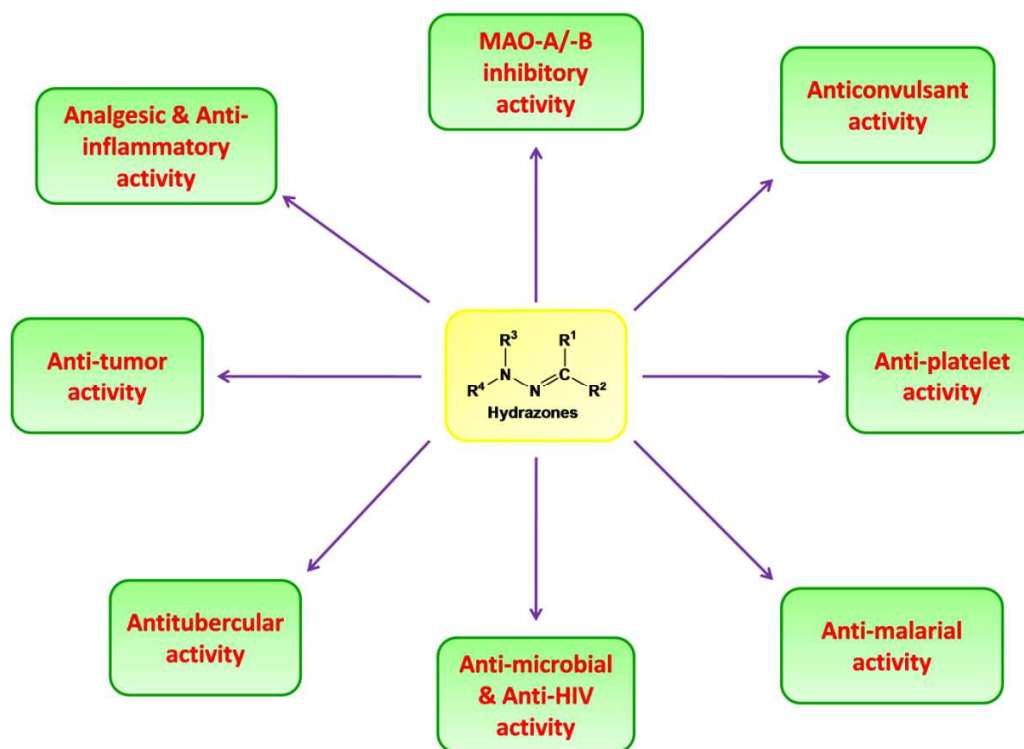 MAO-A/-B
inhibitory
activity
Anticonvulsant
activity
Analgesic & Anti-
inflammatory
activity
R³ R¹
R⁴ N N C R²
Hydrazones
Anti-tumor
activity
Anti-platelet
activity
Antitubercular
activity
Anti-microbial
& Anti-HIV
activity
Anti-malarial
activity